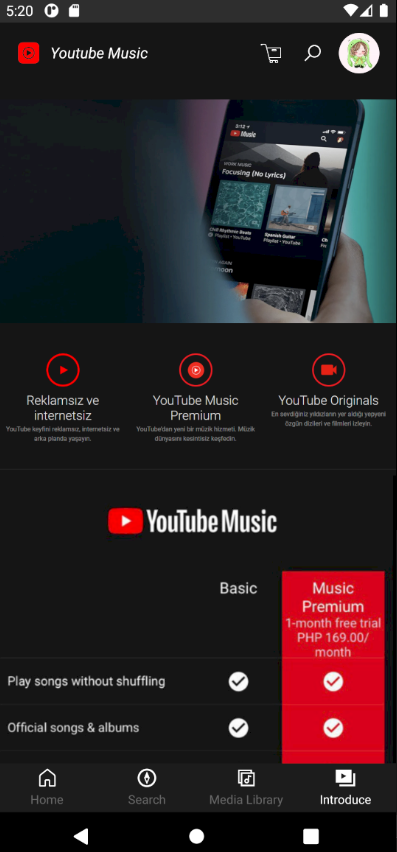 5:20
Youtube Music
5:12
Music
WORK MUSIC
Focusing (No Lyrics)
Chill Rhythmic Beats
Spanish Guitar
Playlist • YouTube
Playlist • YouTube
Reklamsız ve
internetsiz
YouTube keyfini reklamsız, internetsiz ve
arka planda yaşayın.
YouTube Music
Premium
YouTube'dan yeni bir müzik hizmeti. Müzik
dünyasını kesintisiz keşfedin.
YouTube Originals
En sevdiğiniz yıldızların yer aldığı yepyeni
özgün dizileri ve filmleri izleyin.
YouTube Music
Basic
Music
Premium
1-month free trial
PHP 169.00/
month
Play songs without shuffling
Official songs & albums
Home
Search
Media Library
Introduce